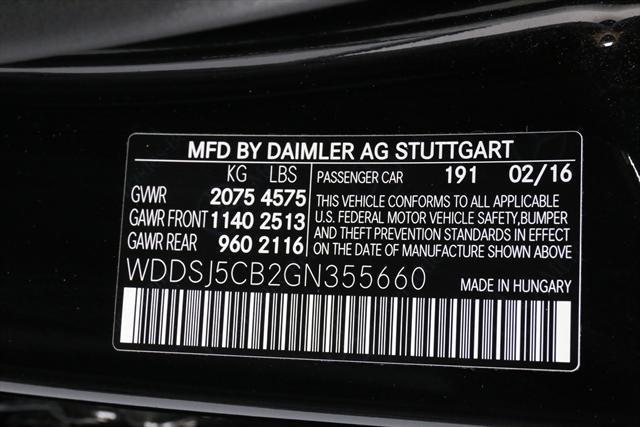 MFD BY DAIMLER AG STUTTGART
KG LBS
GVWR 2075 4575
GAWR FRONT 1140 2513
GAWR REAR 960 2116
PASSENGER CAR 191 02/16
THIS VEHICLE CONFORMS TO ALL APPLICABLE
U.S. FEDERAL MOTOR VEHICLE SAFETY,BUMPER
AND THEFT PREVENTION STANDARDS IN EFFECT
ON THE DATE OF MANUFACTURE SHOWN ABOVE
WDDSJ5CB2GN355660
MADE IN HUNGARY